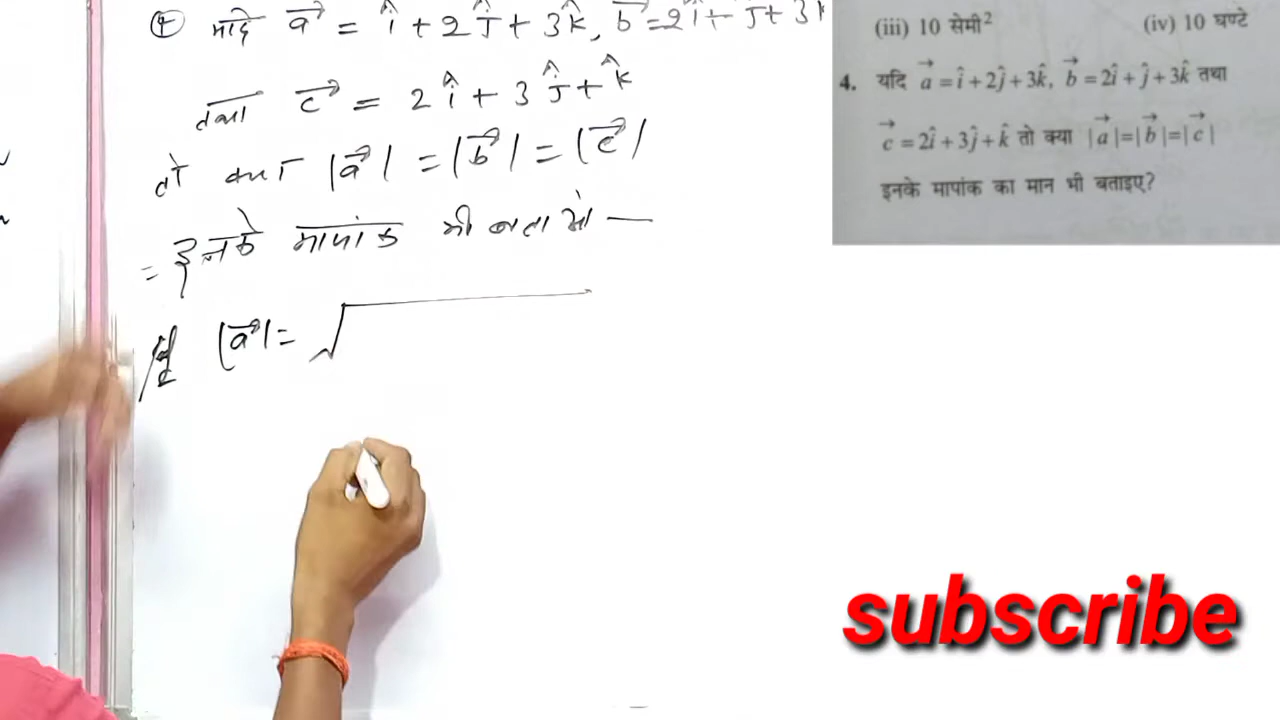 ④ यदि a⃗ = î + 2ĵ + 3k̂, b⃗ = 2î + ĵ + 3k
तथा c⃗ = 2î + 3ĵ + k̂
तो क्या |a⃗| = |b⃗| = |c⃗|
= इनके मापांक भी बताओ —
|a⃗| = √
(iii) 10 सेमी² (iv) 10 घण्टे
4. यदि a⃗ = î + 2ĵ + 3k̂, b⃗ = 2î + ĵ + 3k̂ तथा
c⃗ = 2î + 3ĵ + k̂ तो क्या |a⃗|=|b⃗|=|c⃗|
इनके मापांक का मान भी बताइए?
subscribe